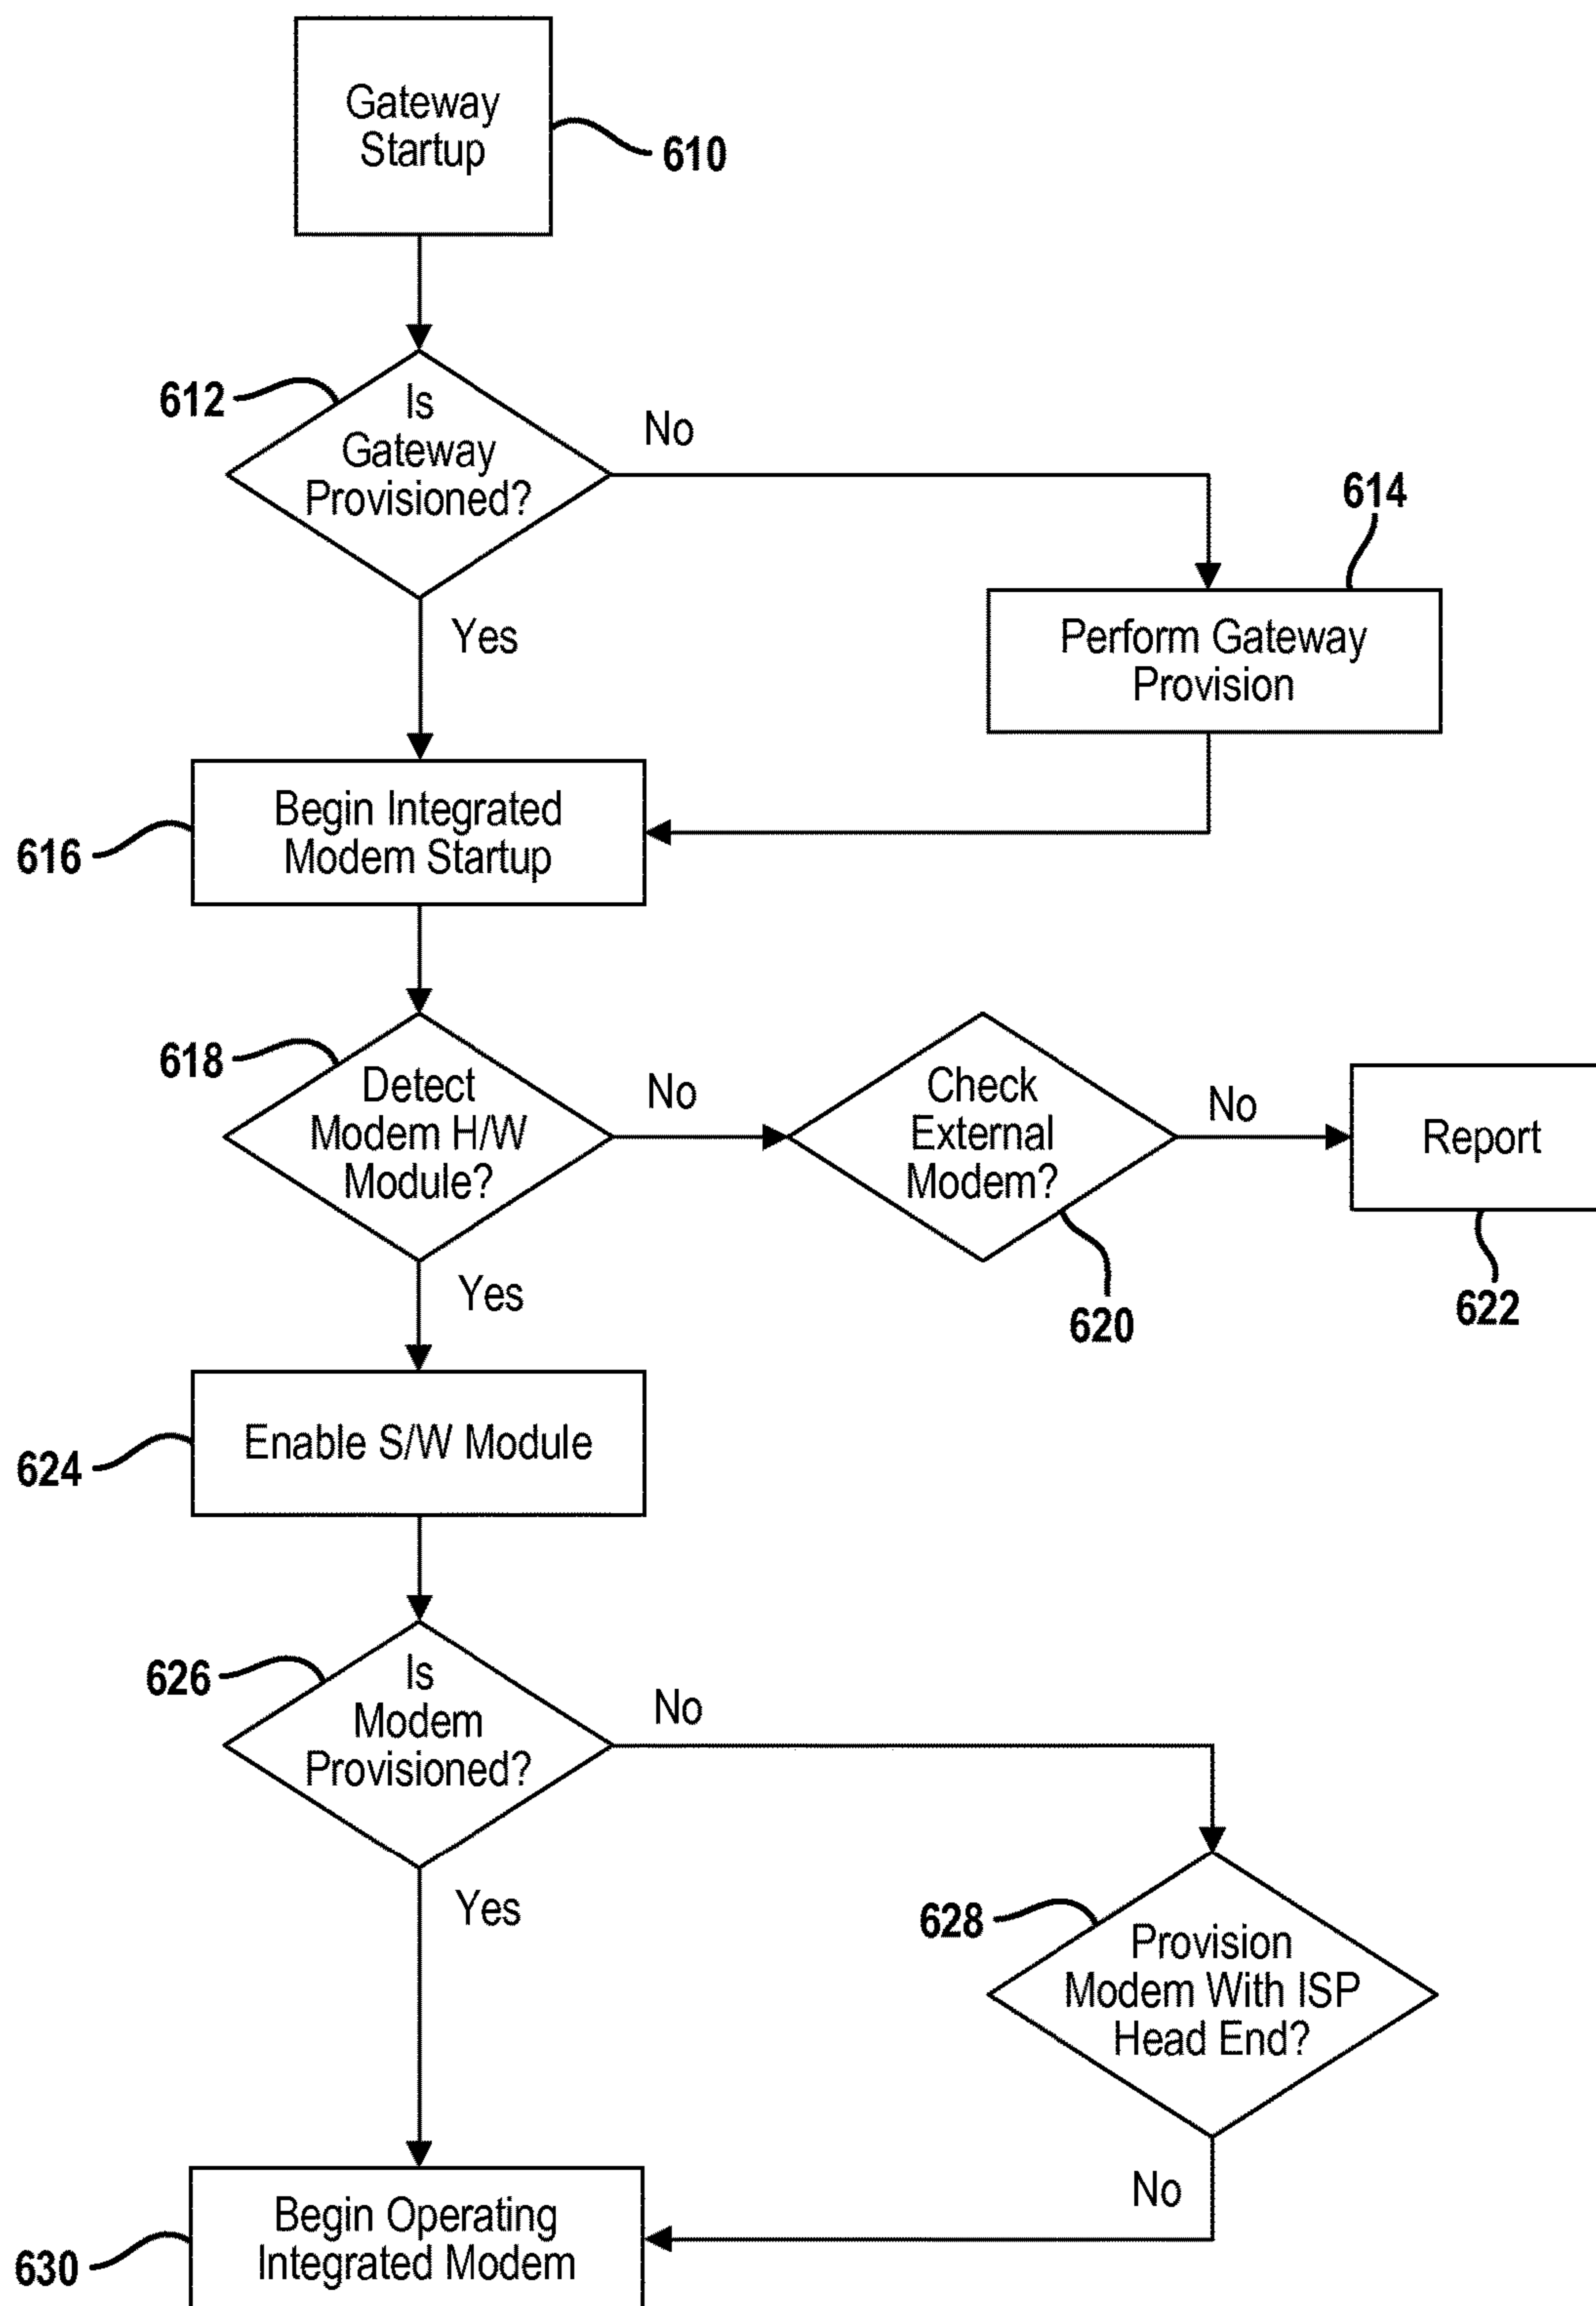 Gateway
Startup
610
612
Is
Gateway
Provisioned?
No
614
Yes
Perform Gateway
Provision
Begin Integrated
Modem Startup
616
618
Detect
Modem H/W
Module?
No
Check
External
Modem?
No
Report
620
622
Yes
Enable S/W Module
624
626
Is
Modem
Provisioned?
No
Yes
628
Provision
Modem With ISP
Head End?
No
Begin Operating
Integrated Modem
630